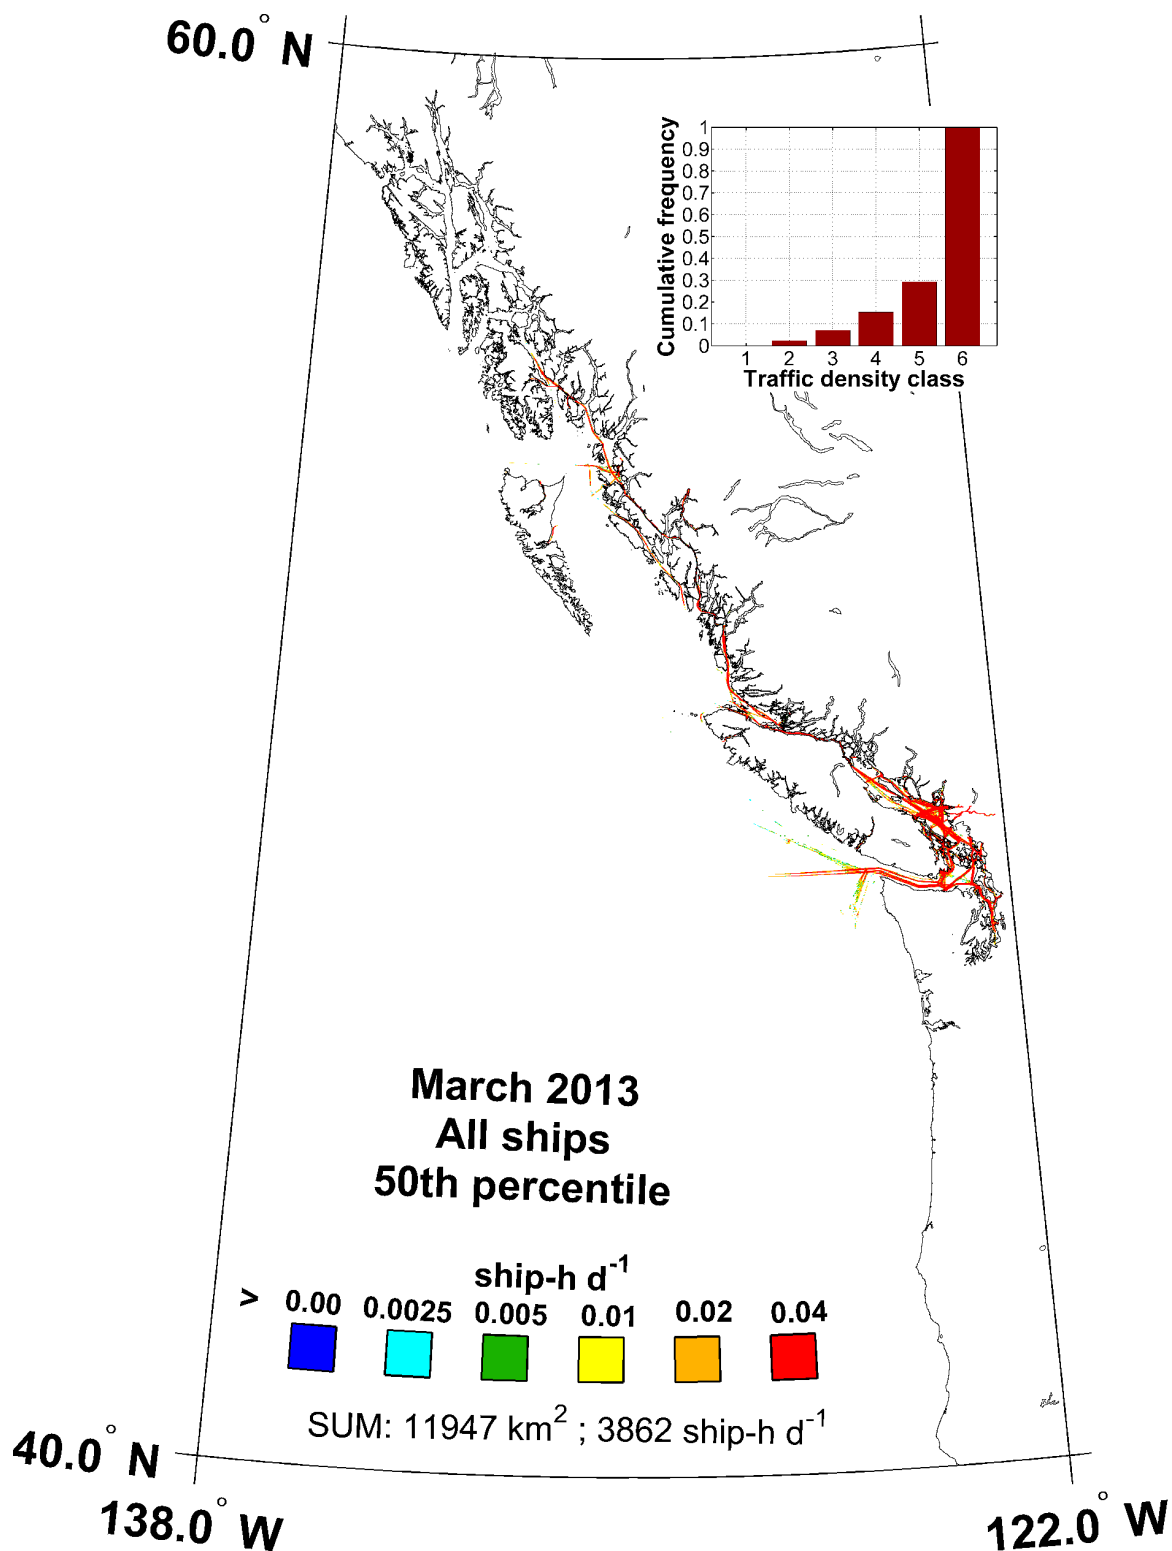 60.0° N
Cumulative frequency
1
0.9
0.8
0.7
0.6
0.5
0.4
0.3
0.2
0.1
0
1 2 3 4 5 6
Traffic density class
March 2013
All ships
50th percentile
ship-h d⁻¹
> 0.00 0.0025 0.005 0.01 0.02 0.04
SUM: 11947 km² ; 3862 ship-h d⁻¹
40.0° N
138.0° W
122.0° W